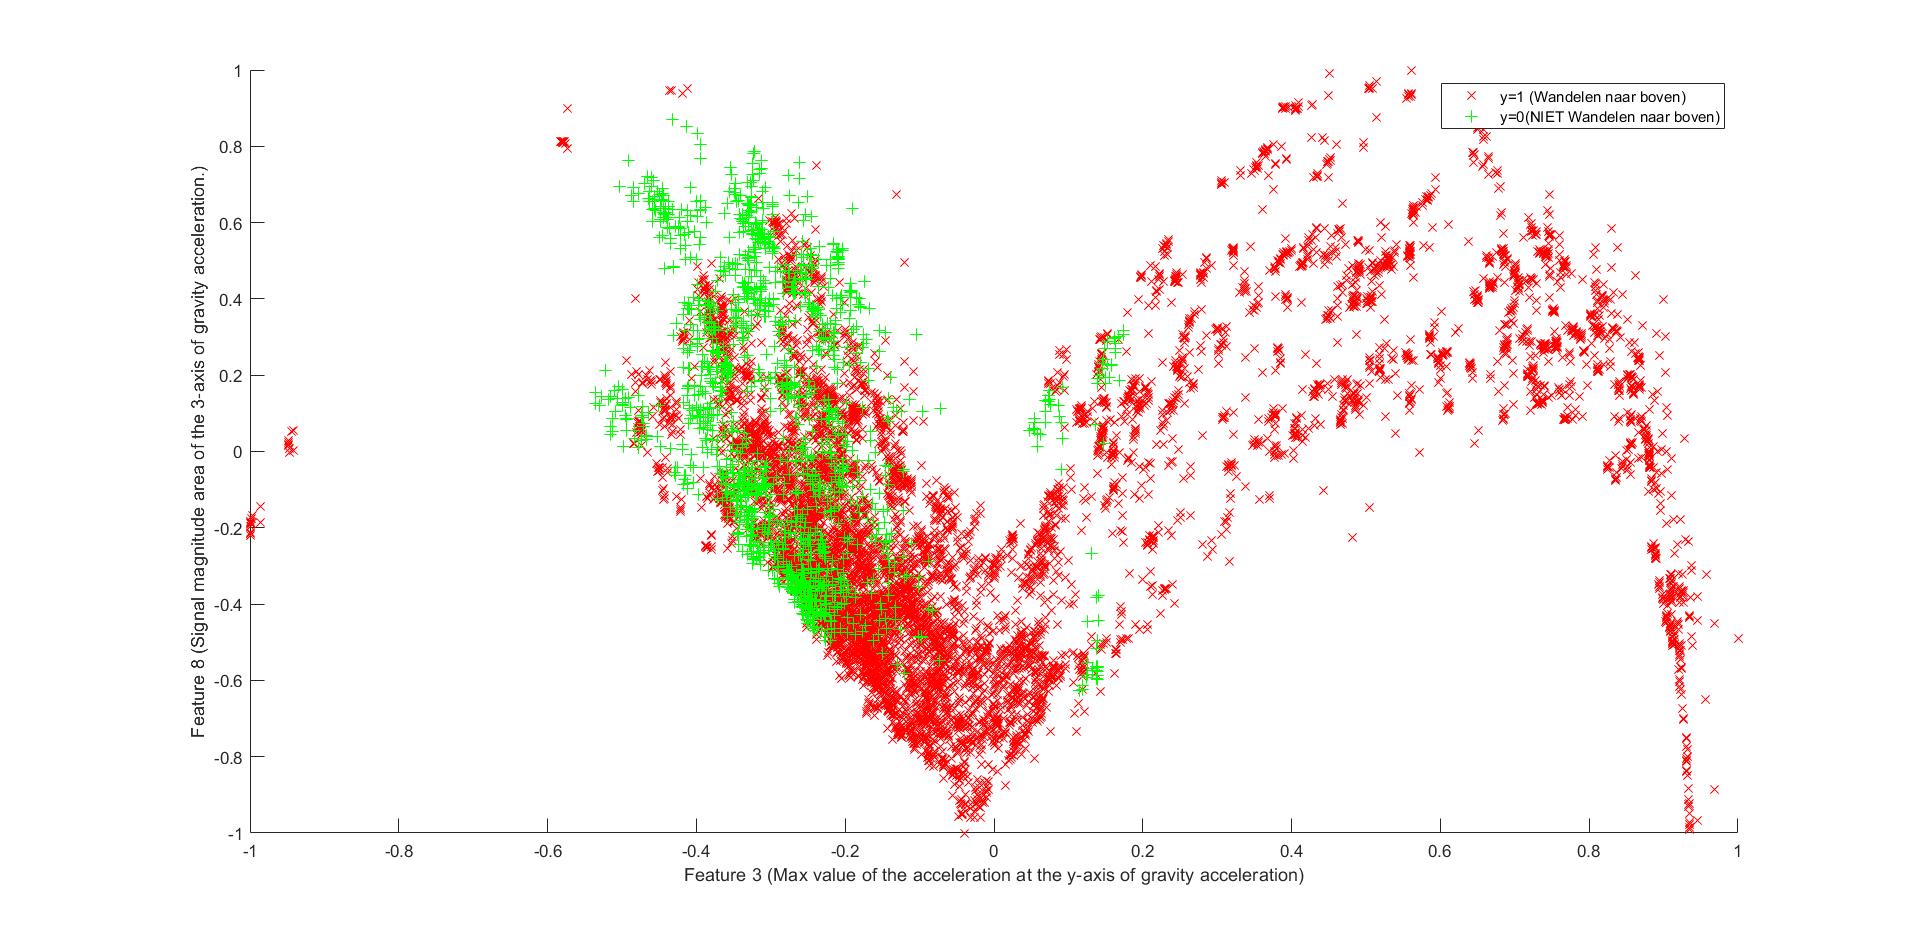 y=1 (Wandelen naar boven)
y=0(NIET Wandelen naar boven)
Feature 8 (Signal magnitude area of the 3-axis of gravity acceleration.)
1
0.8
0.6
0.4
0.2
0
-0.2
-0.4
-0.6
-0.8
-1
-1 -0.8 -0.6 -0.4 -0.2 0 0.2 0.4 0.6 0.8 1
Feature 3 (Max value of the acceleration at the y-axis of gravity acceleration)